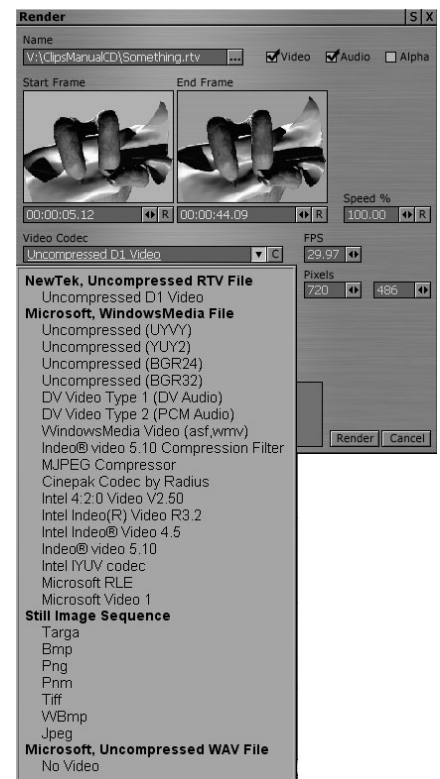 Render S X
Name
V:\ClipsManualCD\Something.rtv ... Video Audio Alpha
Start Frame End Frame
Speed %
00:00:05.12 R 00:00:44.09 R 100.00 R
Video Codec FPS
Uncompressed D1 Video C 29.97
Pixels
720 486
NewTek, Uncompressed RTV File
Uncompressed D1 Video
Microsoft, WindowsMedia File
Uncompressed (UYVY)
Uncompressed (YUY2)
Uncompressed (BGR24)
Uncompressed (BGR32)
DV Video Type 1 (DV Audio)
DV Video Type 2 (PCM Audio)
WindowsMedia Video (asf,wmv)
Indeo® video 5.10 Compression Filter
MJPEG Compressor
Cinepak Codec by Radius
Intel 4:2:0 Video V2.50
Intel Indeo(R) Video R3.2
Intel Indeo® Video 4.5
Indeo® video 5.10
Intel IYUV codec
Microsoft RLE
Microsoft Video 1
Still Image Sequence
Targa
Bmp
Png
Pnm
Tiff
WBmp
Jpeg
Microsoft, Uncompressed WAV File
No Video
Render Cancel